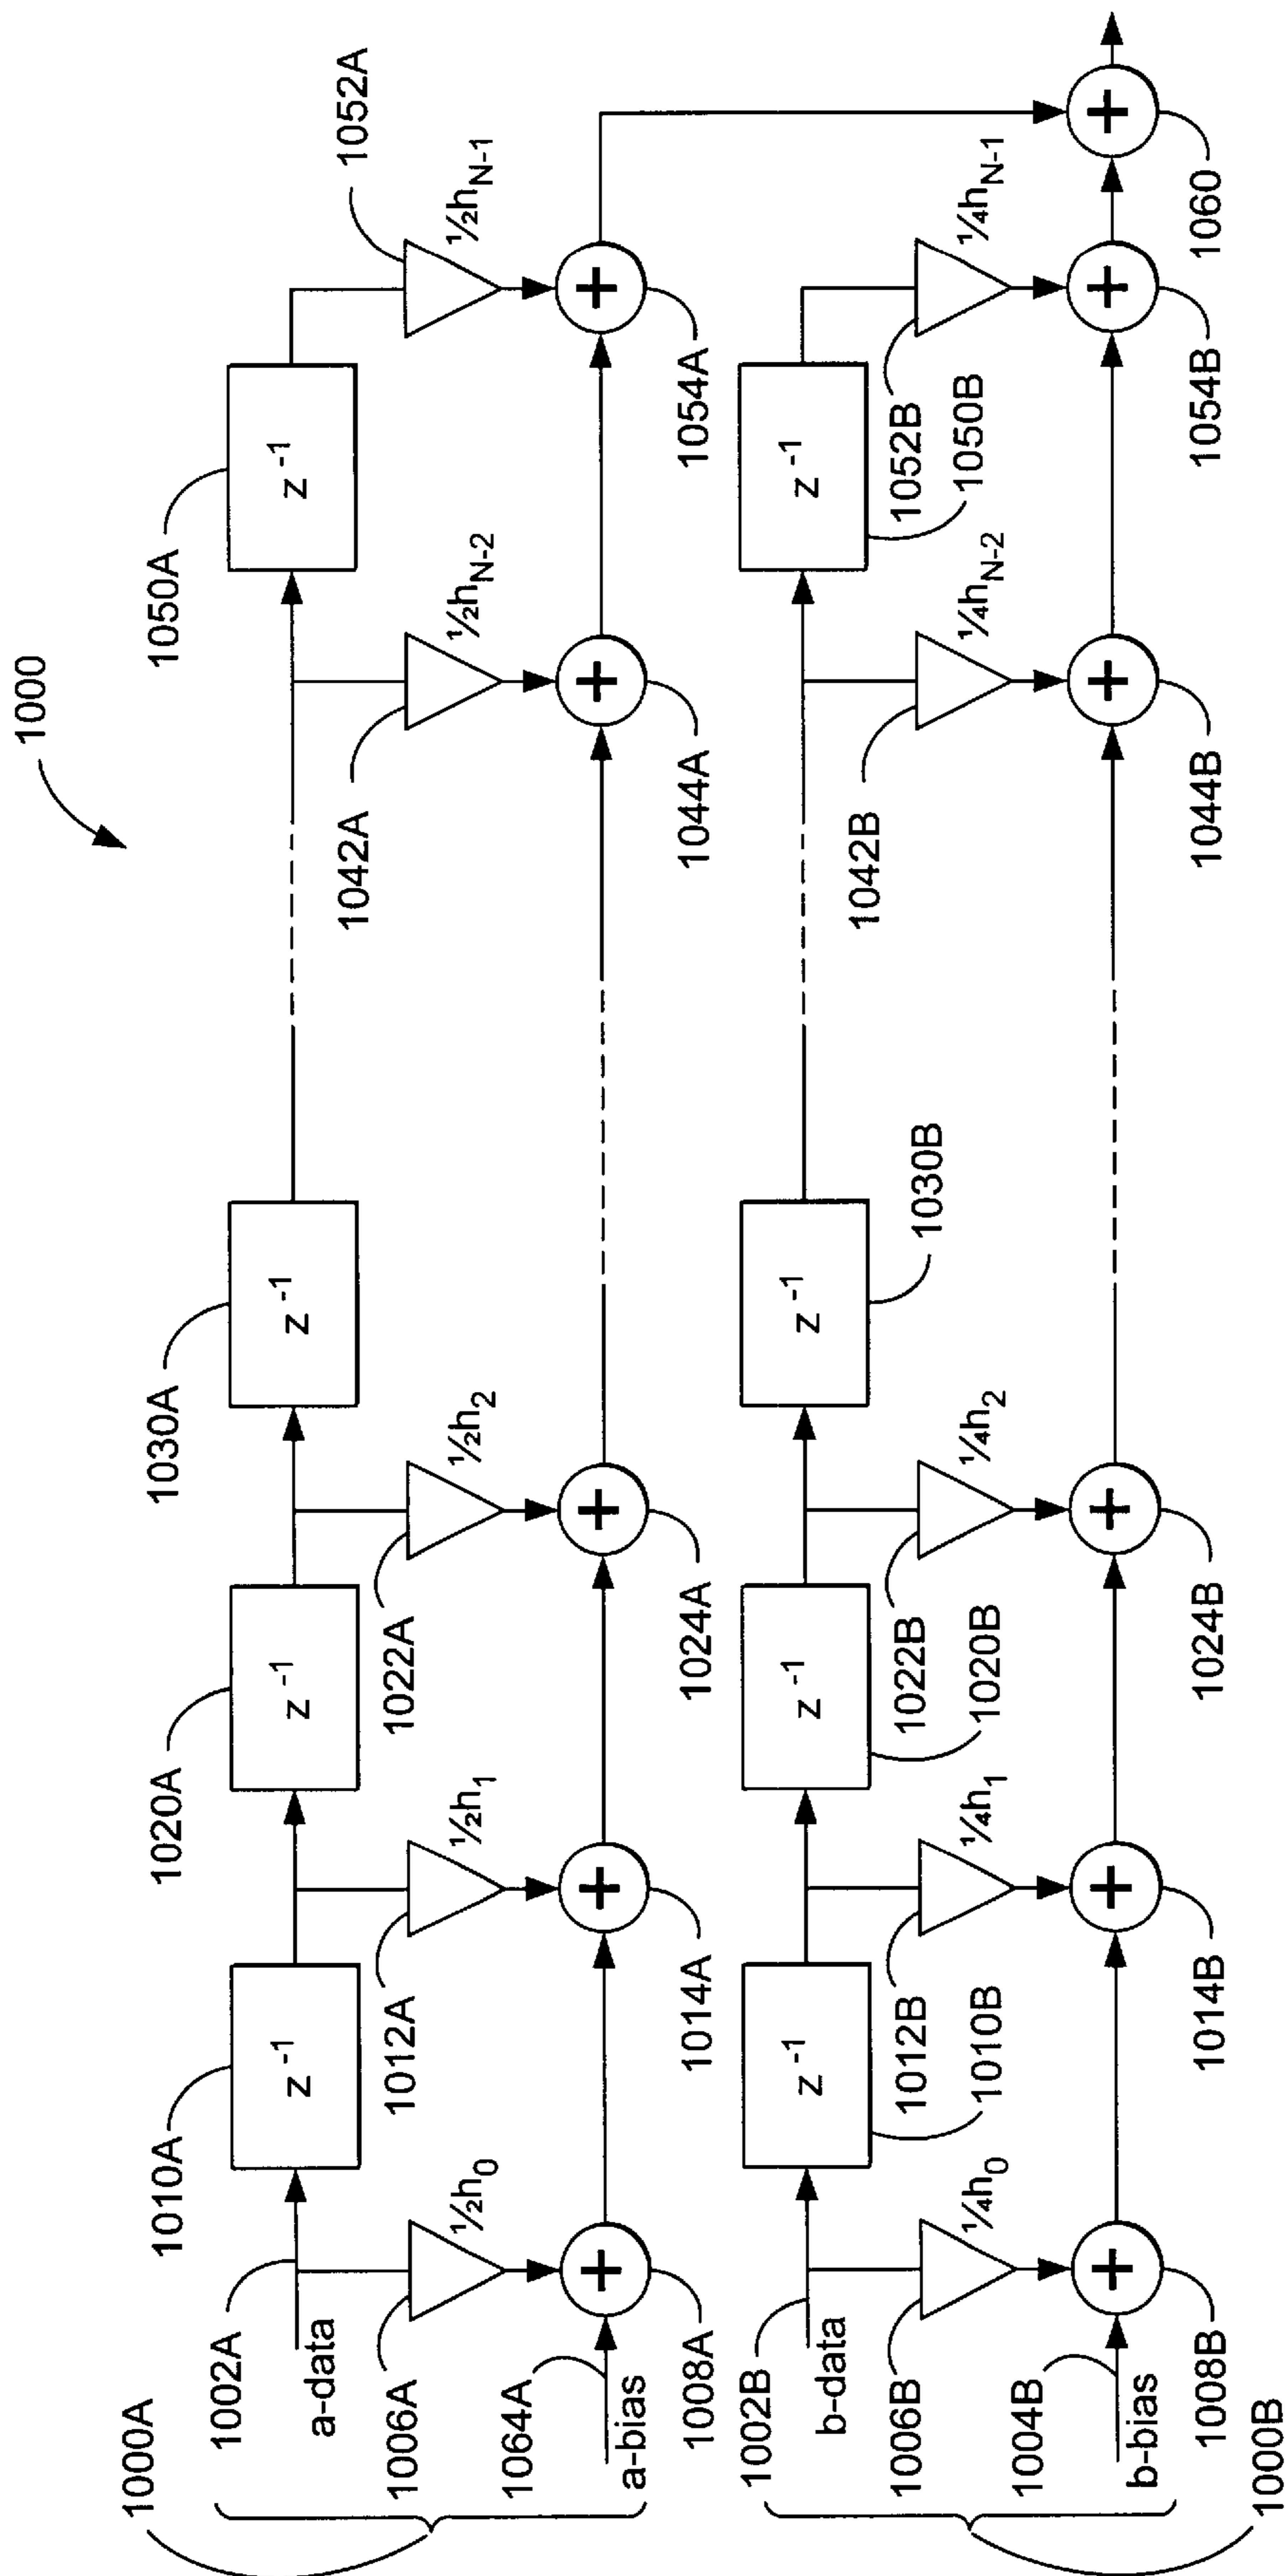 1000
1000A
1002A
a-data
1006A
1064A
a-bias
1008A
1010A
z⁻¹
½h₀
1012A
1014A
1020A
z⁻¹
½h₁
1022A
1024A
1030A
z⁻¹
½h₂
1042A
1044A
1050A
z⁻¹
½h_{N-2}
1052A
½h_{N-1}
1054A
1002B
b-data
1006B
1004B
b-bias
1008B
1000B
z⁻¹
¼h₀
1012B
1010B
1014B
z⁻¹
¼h₁
1022B
1020B
1024B
z⁻¹
¼h₂
1030B
1042B
1044B
z⁻¹
¼h_{N-2}
1052B
1050B
¼h_{N-1}
1054B
1060
+
+
+
+
+
+
+
+
+
+
+